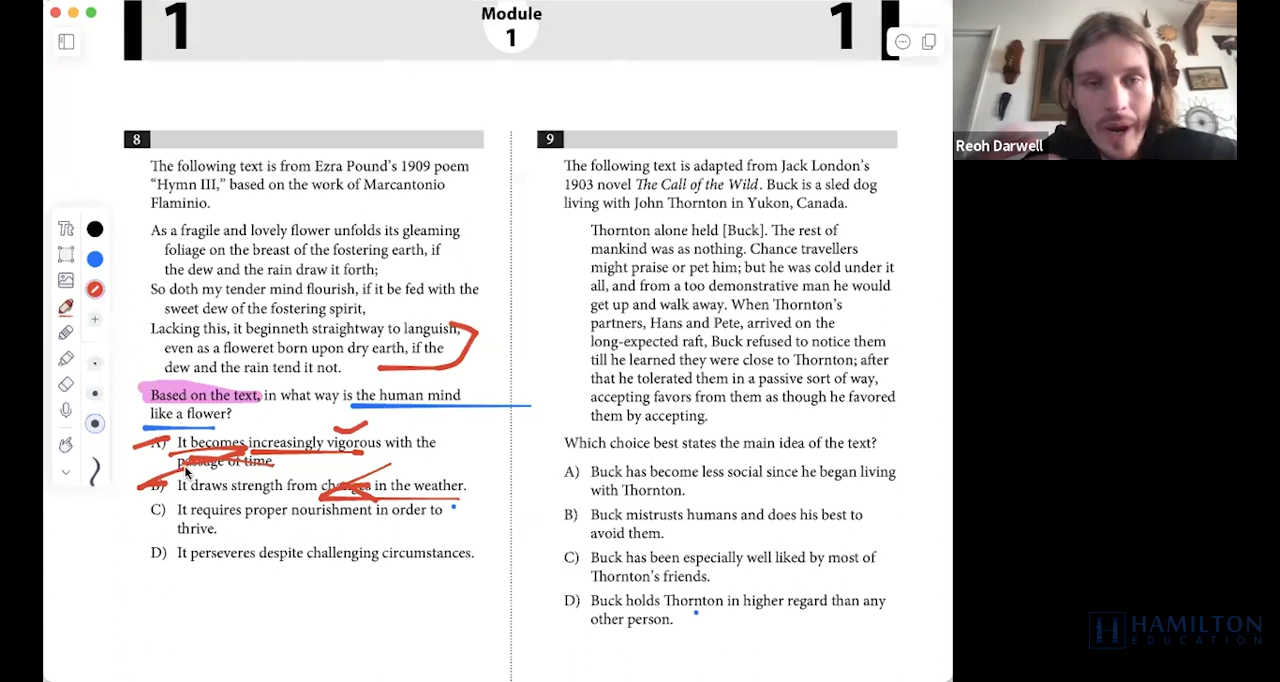 1
Module
1
1
8
The following text is from Ezra Pound's 1909 poem
"Hymn III," based on the work of Marcantonio
Flaminio.
As a fragile and lovely flower unfolds its gleaming
foliage on the breast of the fostering earth, if
the dew and the rain draw it forth;
So doth my tender mind flourish, if it be fed with the
sweet dew of the fostering spirit,
Lacking this, it beginneth straightway to languish,
even as a floweret born upon dry earth, if the
dew and the rain tend it not.
Based on the text, in what way is the human mind
like a flower?
A) It becomes increasingly vigorous with the
passage of time.
B) It draws strength from changes in the weather.
C) It requires proper nourishment in order to
thrive.
D) It perseveres despite challenging circumstances.
9
The following text is adapted from Jack London's
1903 novel The Call of the Wild. Buck is a sled dog
living with John Thornton in Yukon, Canada.
Thornton alone held [Buck]. The rest of
mankind was as nothing. Chance travellers
might praise or pet him; but he was cold under it
all, and from a too demonstrative man he would
get up and walk away. When Thornton's
partners, Hans and Pete, arrived on the
long-expected raft, Buck refused to notice them
till he learned they were close to Thornton; after
that he tolerated them in a passive sort of way,
accepting favors from them as though he favored
them by accepting.
Which choice best states the main idea of the text?
A) Buck has become less social since he began living
with Thornton.
B) Buck mistrusts humans and does his best to
avoid them.
C) Buck has been especially well liked by most of
Thornton's friends.
D) Buck holds Thornton in higher regard than any
other person.
Tt
Reoh Darwell
HAMILTON
EDUCATION